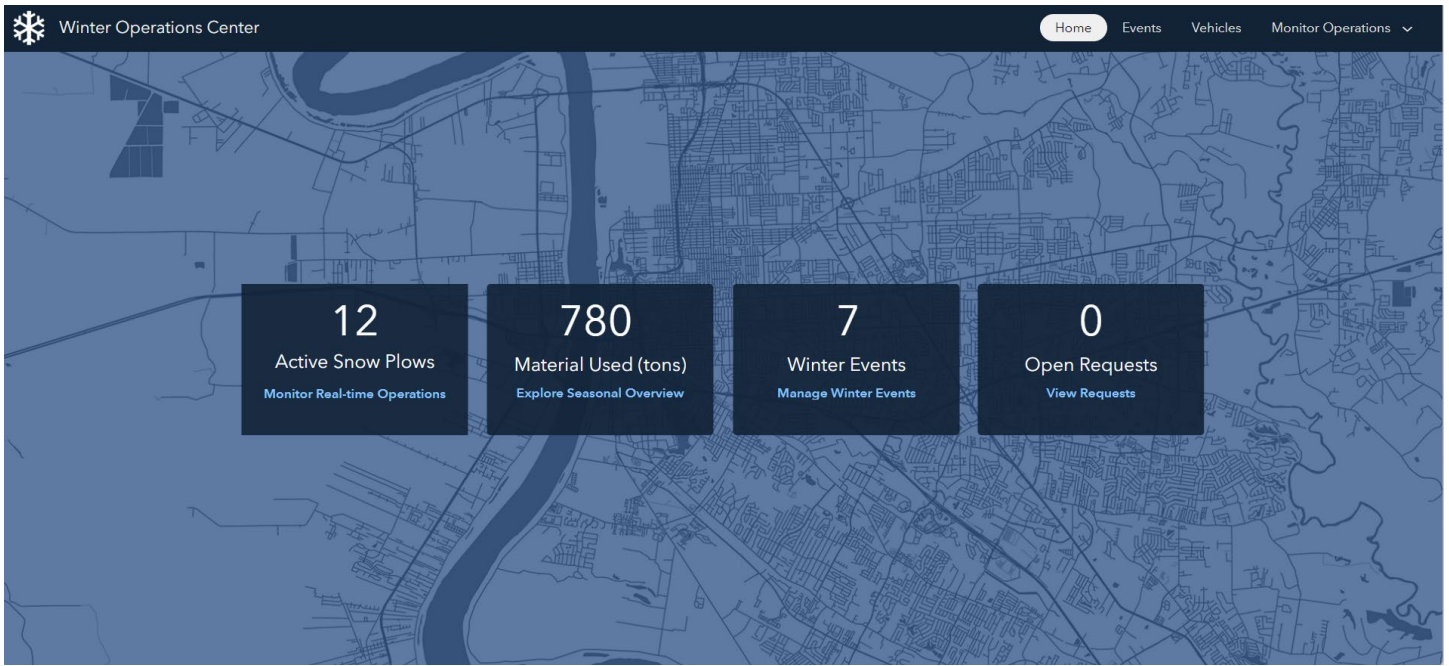 Winter Operations Center
Home Events Vehicles Monitor Operations
12
Active Snow Plows
Monitor Real-time Operations
780
Material Used (tons)
Explore Seasonal Overview
7
Winter Events
Manage Winter Events
0
Open Requests
View Requests